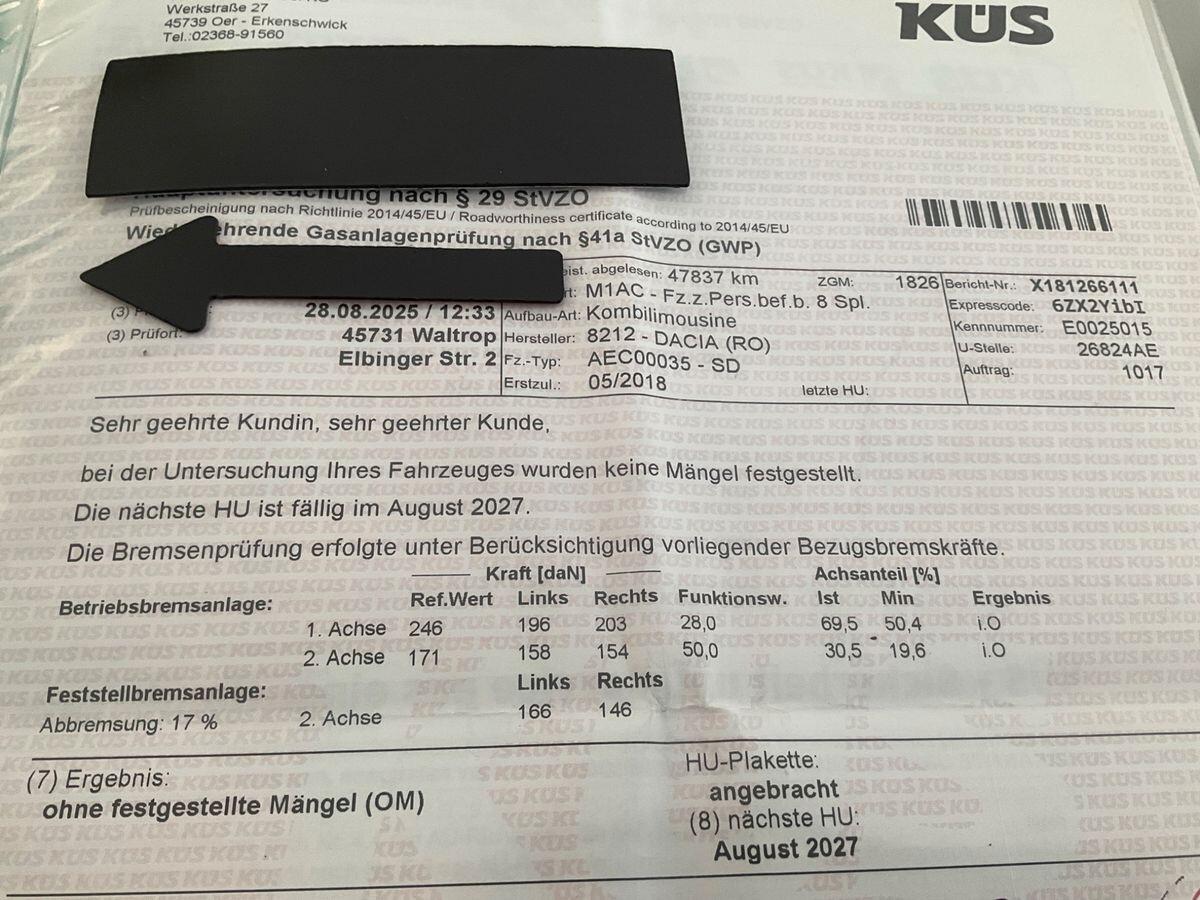 Werkstraße 27
45739 Oer - Erkenschwick
Tel.:02368-91560
KÜS
Hauptuntersuchung nach § 29 StVZO
Prüfbescheinigung nach Richtlinie 2014/45/EU / Roadworthiness certificate according to 2014/45/EU
ehrende Gasanlagenprüfung nach §41a StVZO (GWP)
abgelesen: 47837 km ZGM: 1826
M1AC - Fz.z.Pers.bef.b. 8 Spl.
(3) 28.08.2025 / 12:33
(3) Prüfort: 45731 Waltrop
Elbinger Str. 2
Aufbau-Art: Kombilimousine
Hersteller: 8212 - DACIA (RO)
Fz.-Typ: AEC00035 - SD
Erstzul.: 05/2018 letzte HU:
Bericht-Nr.: X181266111
Expresscode: 6ZX2YibI
Kennnummer: E0025015
U-Stelle: 26824AE
Auftrag: 1017
Sehr geehrte Kundin, sehr geehrter Kunde,
bei der Untersuchung Ihres Fahrzeuges wurden keine Mängel festgestellt.
Die nächste HU ist fällig im August 2027.
Die Bremsenprüfung erfolgte unter Berücksichtigung vorliegender Bezugsbremskräfte.
Kraft [daN] Achsanteil [%]
Betriebsbremsanlage: Ref.Wert Links Rechts Funktionsw. Ist Min Ergebnis
1. Achse 246 196 203 28,0 69,5 50,4 i.O
2. Achse 171 158 154 50,0 30,5 19,6 i.O
Feststellbremsanlage: Links Rechts
Abbremsung: 17 % 2. Achse 166 146
(7) Ergebnis:
ohne festgestellte Mängel (OM)
HU-Plakette:
angebracht
(8) nächste HU:
August 2027